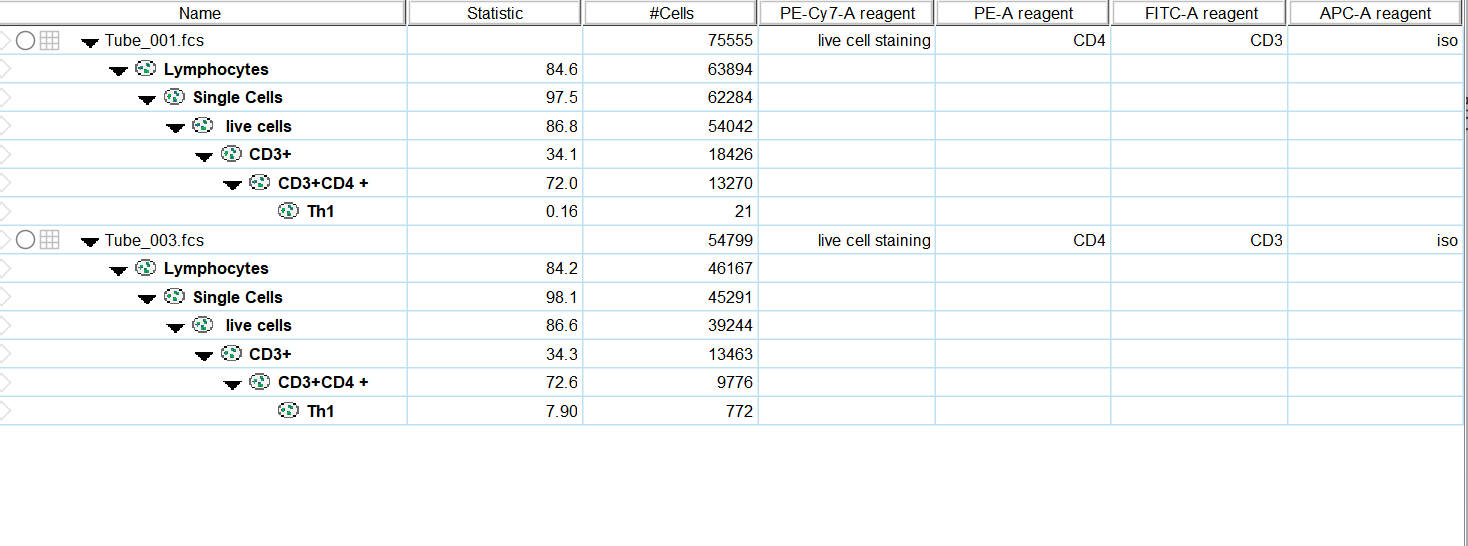 Name Statistic #Cells PE-Cy7-A reagent PE-A reagent FITC-A reagent APC-A reagent
Tube_001.fcs 75555 live cell staining CD4 CD3 iso
Lymphocytes 84.6 63894
Single Cells 97.5 62284
live cells 86.8 54042
CD3+ 34.1 18426
CD3+CD4 + 72.0 13270
Th1 0.16 21
Tube_003.fcs 54799 live cell staining CD4 CD3 iso
Lymphocytes 84.2 46167
Single Cells 98.1 45291
live cells 86.6 39244
CD3+ 34.3 13463
CD3+CD4 + 72.6 9776
Th1 7.90 772